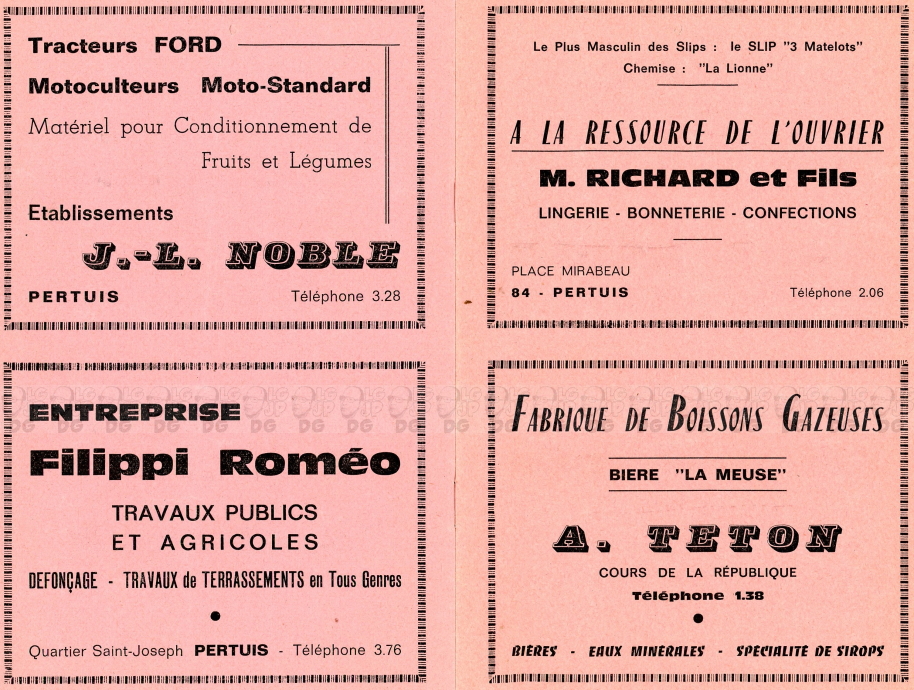 Tracteurs FORD
Motoculteurs Moto-Standard
Matériel pour Conditionnement de
Fruits et Légumes
Etablissements
J.-L. NOBLE
PERTUIS Téléphone 3.28
Le Plus Masculin des Slips : le SLIP "3 Matelots"
Chemise : "La Lionne"
A LA RESSOURCE DE L'OUVRIER
M. RICHARD et Fils
LINGERIE - BONNETERIE - CONFECTIONS
PLACE MIRABEAU
84 - PERTUIS Téléphone 2.06
ENTREPRISE
Filippi Roméo
TRAVAUX PUBLICS
ET AGRICOLES
DEFONÇAGE - TRAVAUX de TERRASSEMENTS en Tous Genres
Quartier Saint-Joseph PERTUIS - Téléphone 3.76
FABRIQUE DE BOISSONS GAZEUSES
BIERE "LA MEUSE"
A. TETON
COURS DE LA RÉPUBLIQUE
Téléphone 1.38
BIÈRES - EAUX MINÉRALES - SPÉCIALITÉ DE SIROPS